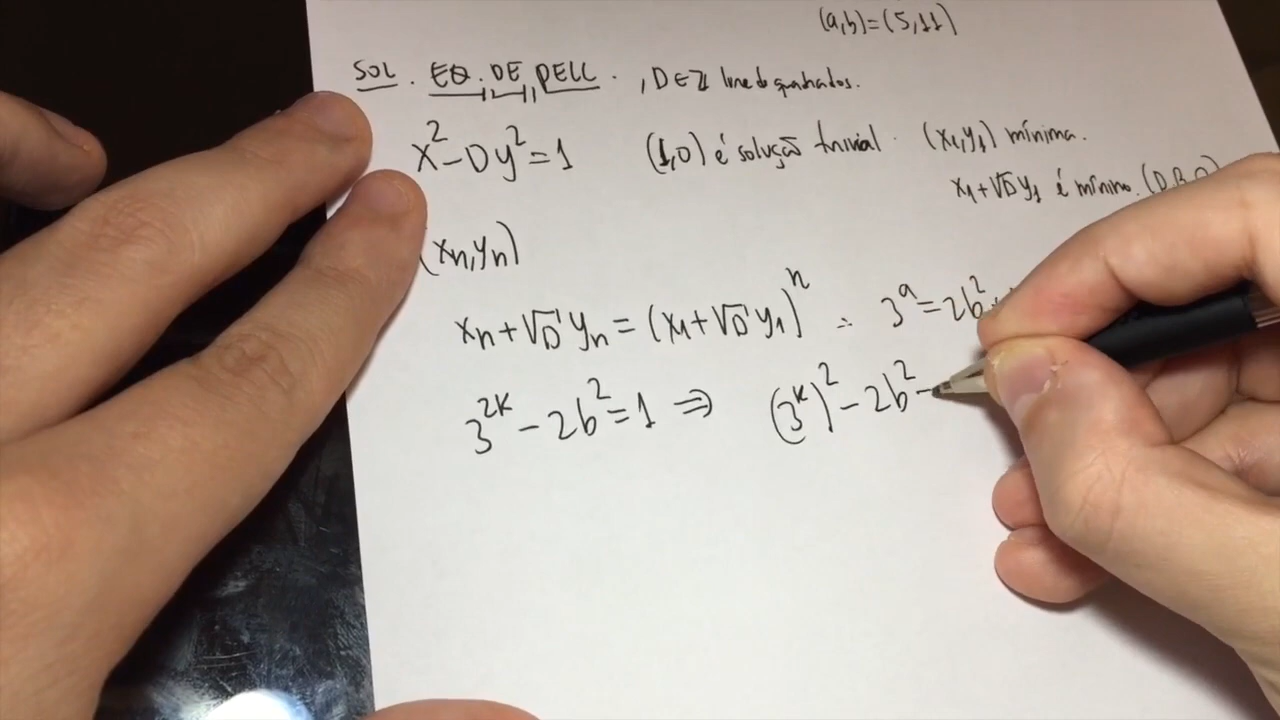 (a,b)=(5,11)
SOL. EQ. DE PELL. , D∈ℤ livre de quadrados.
x²-Dy²=1 (1,0) é solução trivial. (x₁,y₁) mínima.
x₁+√D y₁ é mínimo.
(xₙ,yₙ)
xₙ+√D yₙ=(x₁+√D y₁)ⁿ ∴ 3ᵃ=2b²
3²ᵏ-2b²=1 ⇒ (3ᵏ)²-2b²-